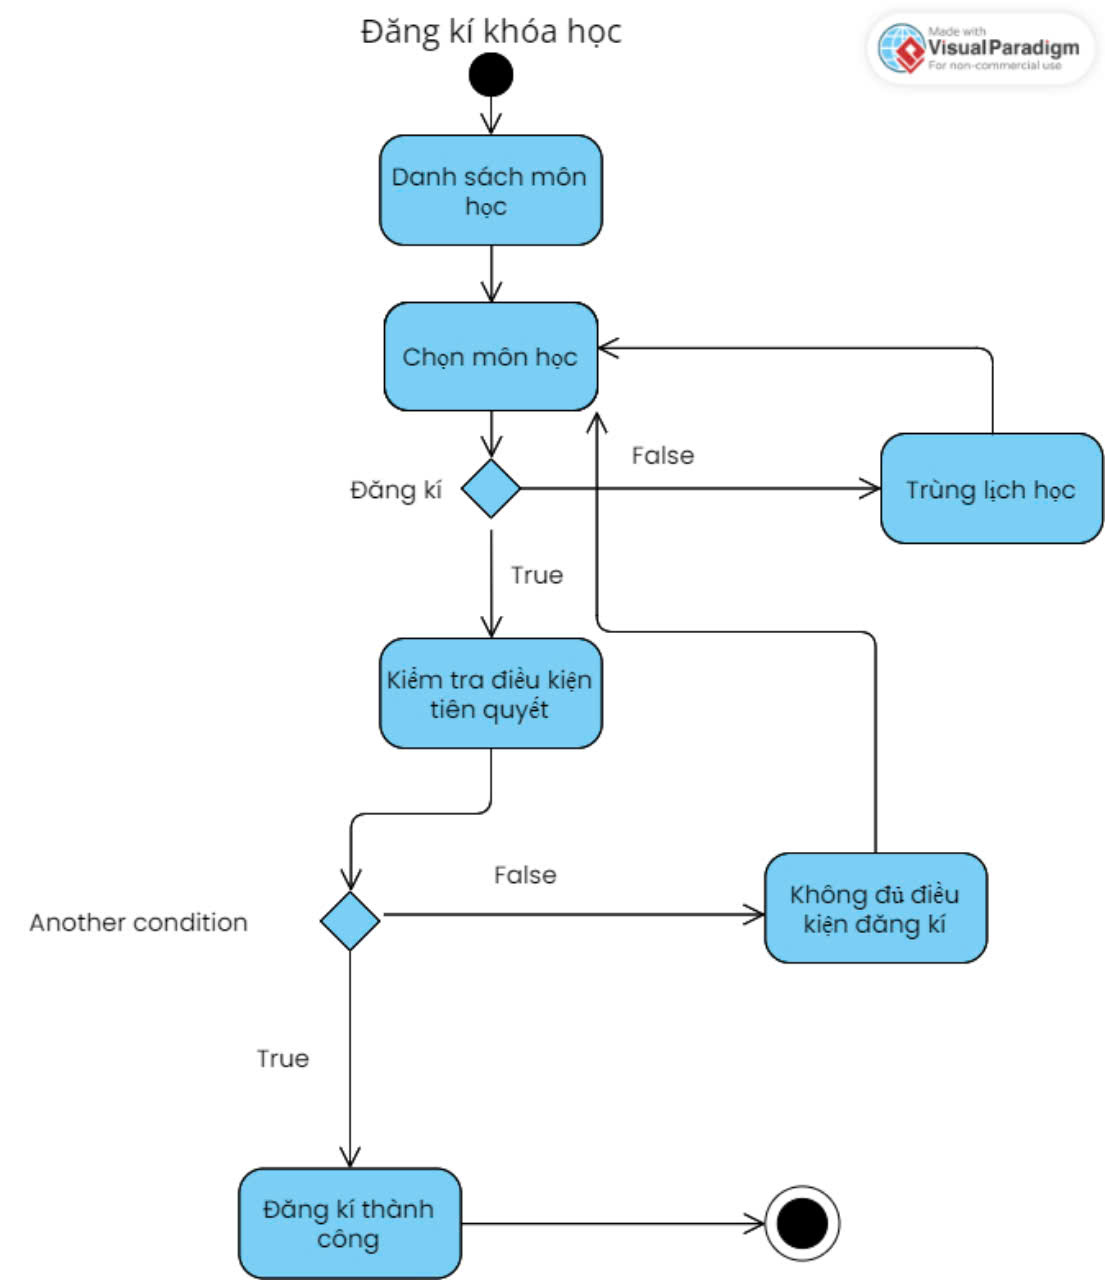 Đăng kí khóa học
Made with
Visual Paradigm
For non-commercial use
Danh sách môn
học
Chọn môn học
False
Đăng kí
Trùng lịch học
True
Kiểm tra điều kiện
tiên quyết
False
Không đủ điều
kiện đăng kí
Another condition
True
Đăng kí thành
công